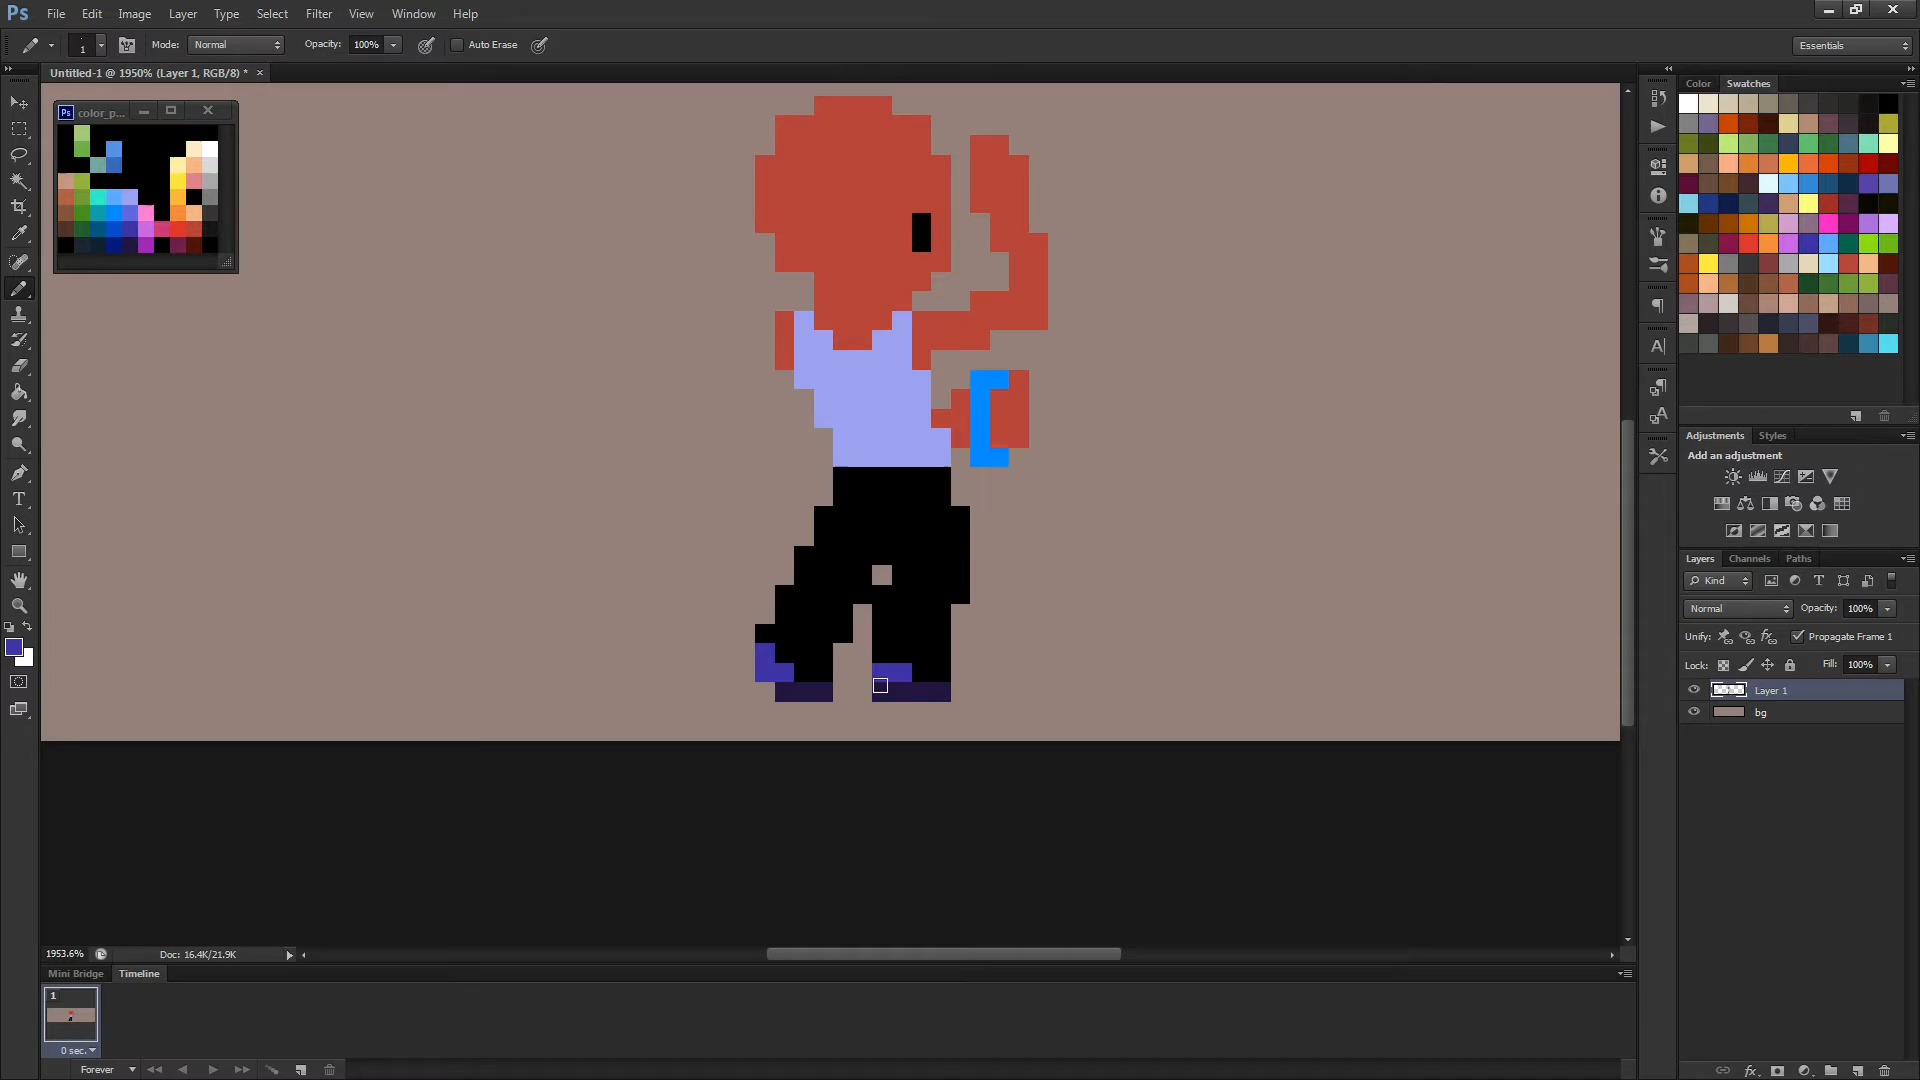 Ps File Edit Image Layer Type Select Filter Extract View Window Help
1 Mode: Normal Opacity: 100% Auto Erase Essentials
Untitled-1 @ 1950% (Layer 1, RGB/8) * ×
Ps color_p...
Color Swatches
Adjustments Styles
Add an adjustment
Layers Channels Paths
Kind
Normal Opacity: 100%
Unify: Propagate Frame 1
Lock: Fill: 100%
Layer 1
bg
1953.6% Doc: 16.4K/21.9K
Mini Bridge Timeline
1
0 sec.
Forever